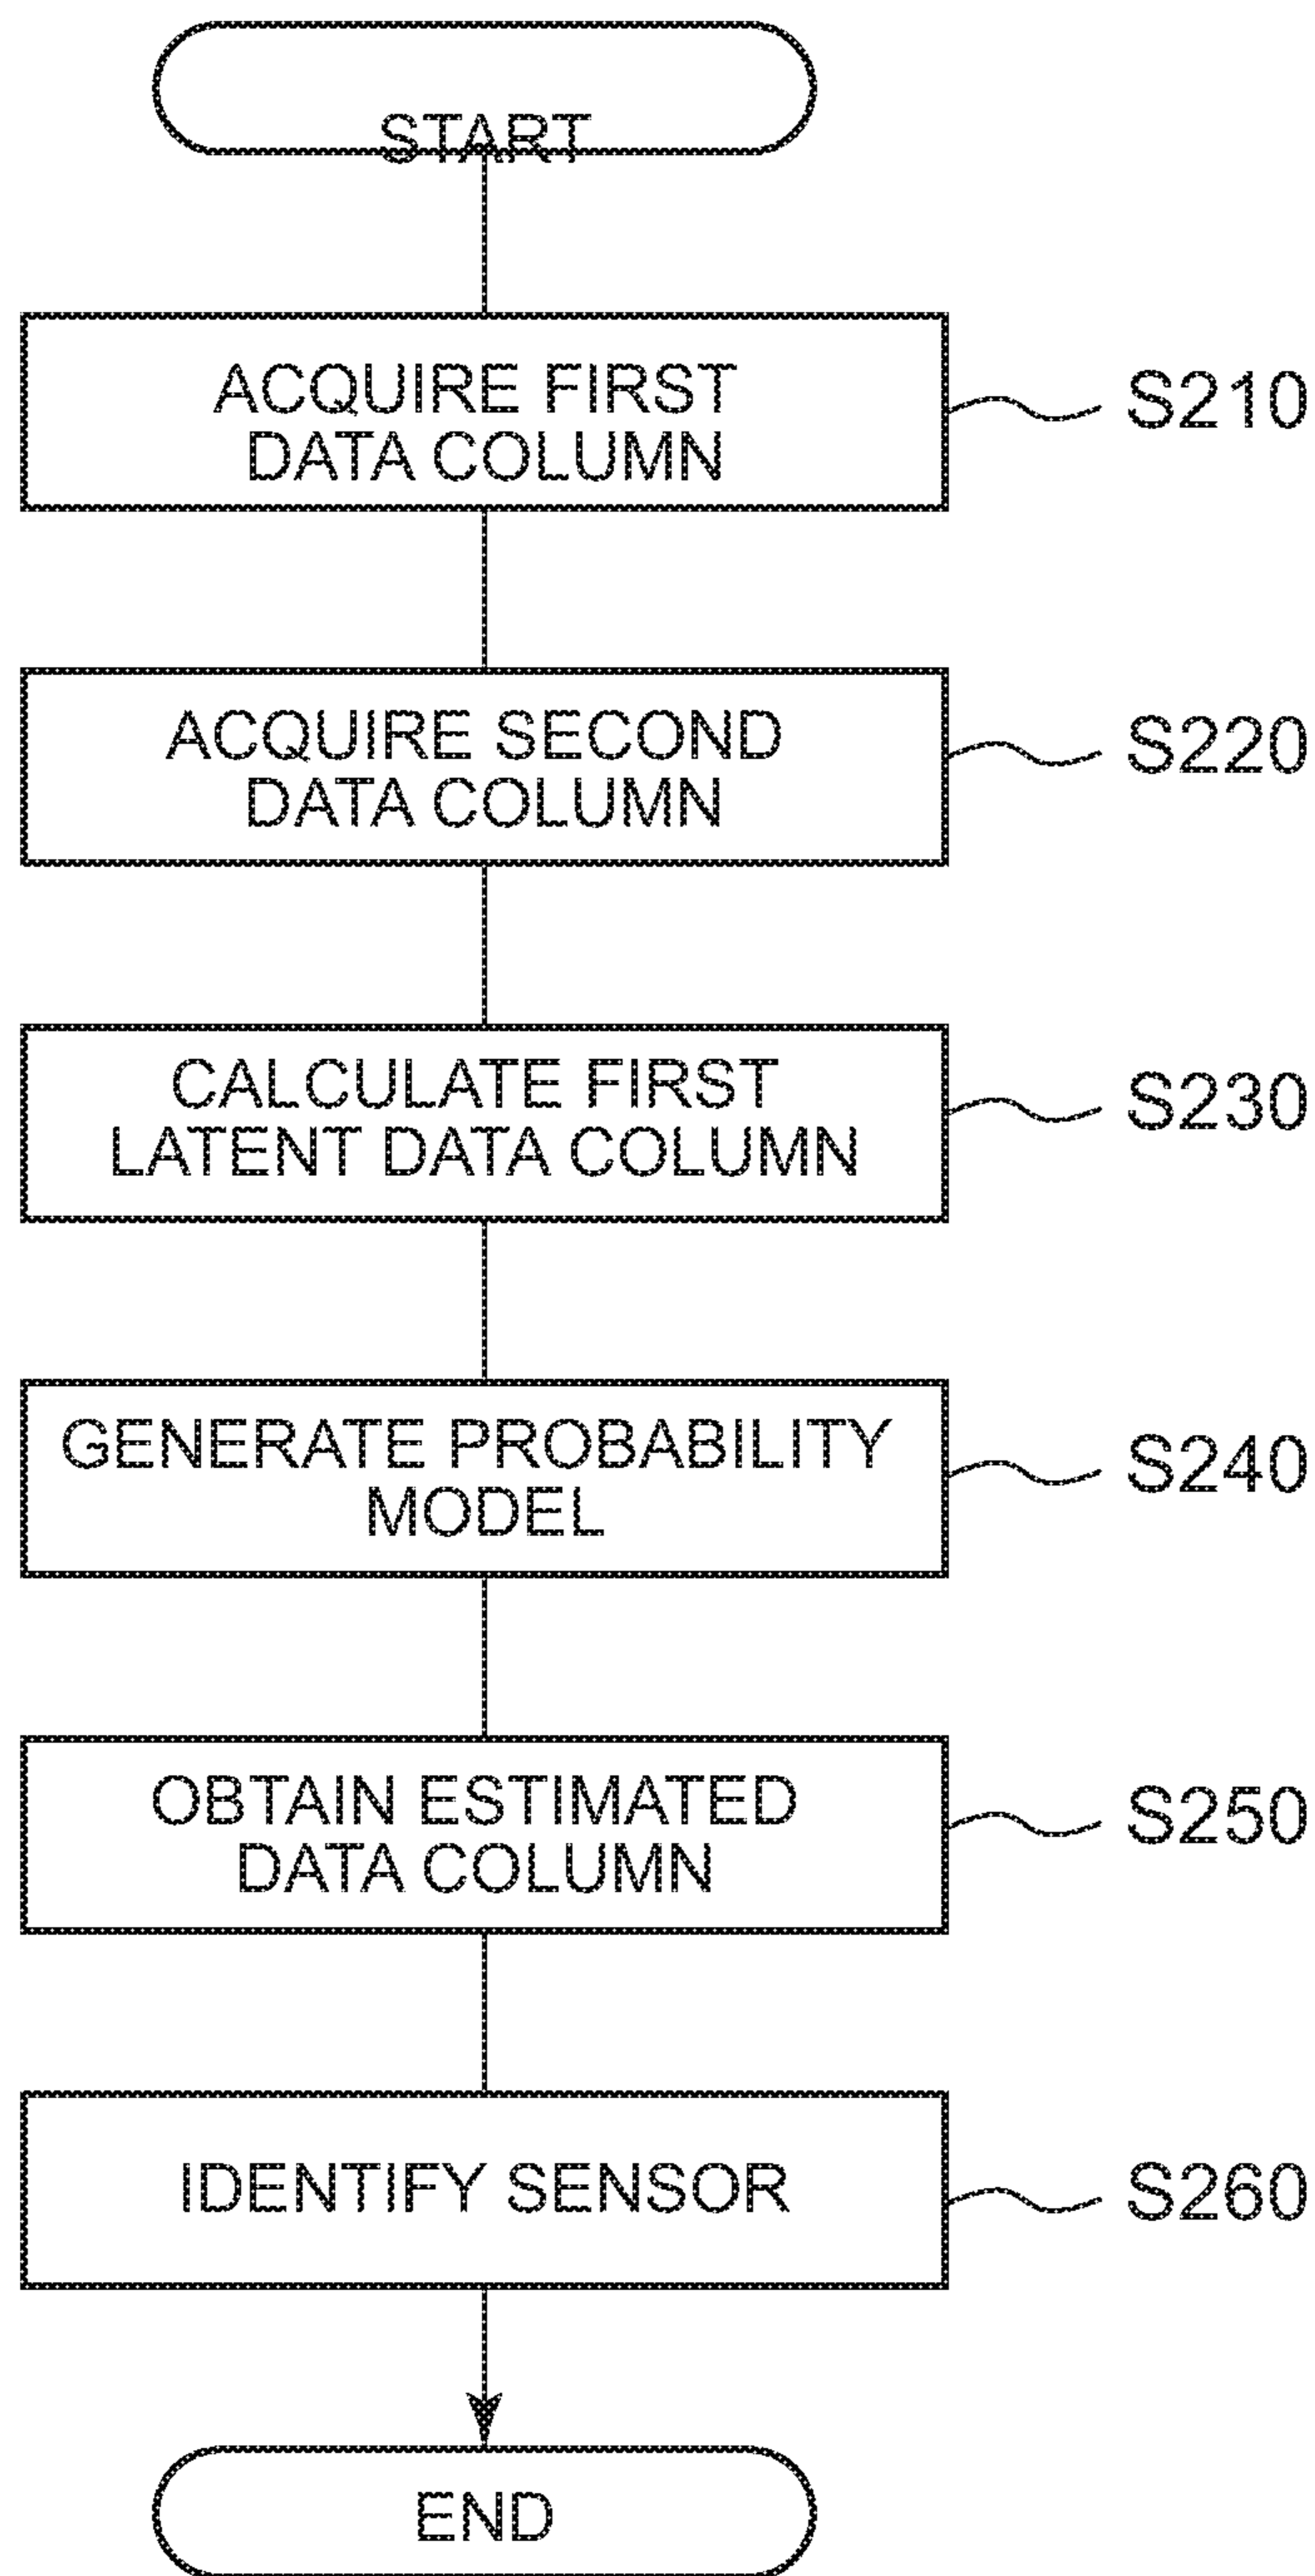 START
ACQUIRE FIRST
DATA COLUMN
S210
ACQUIRE SECOND
DATA COLUMN
S220
CALCULATE FIRST
LATENT DATA COLUMN
S230
GENERATE PROBABILITY
MODEL
S240
OBTAIN ESTIMATED
DATA COLUMN
S250
IDENTIFY SENSOR
S260
END